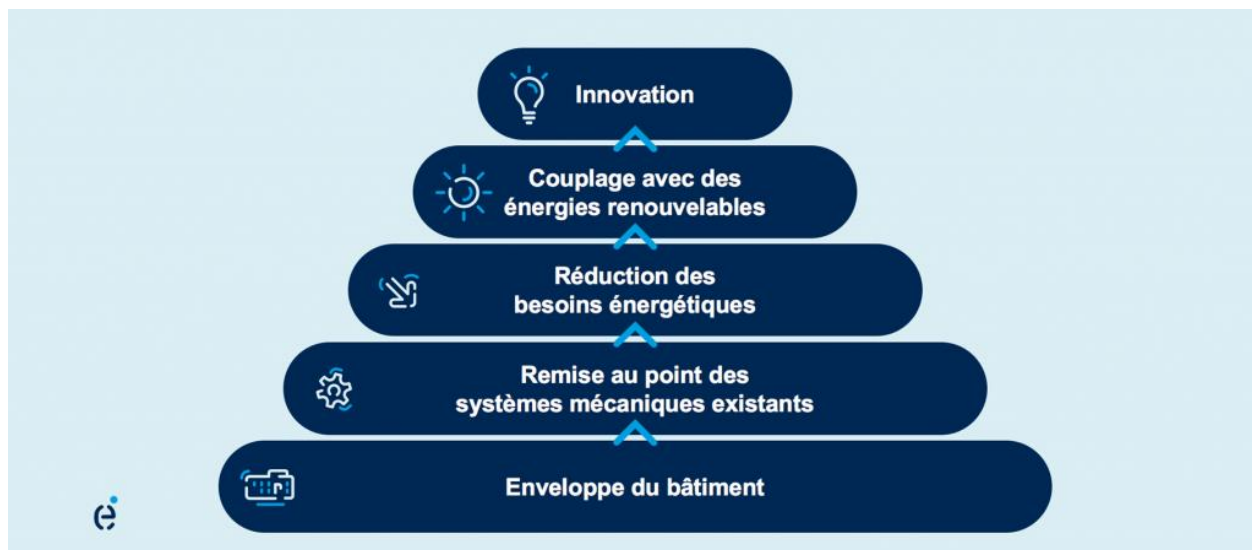 Innovation
Couplage avec des
énergies renouvelables
Réduction des
besoins énergétiques
Remise au point des
systèmes mécaniques existants
Enveloppe du bâtiment